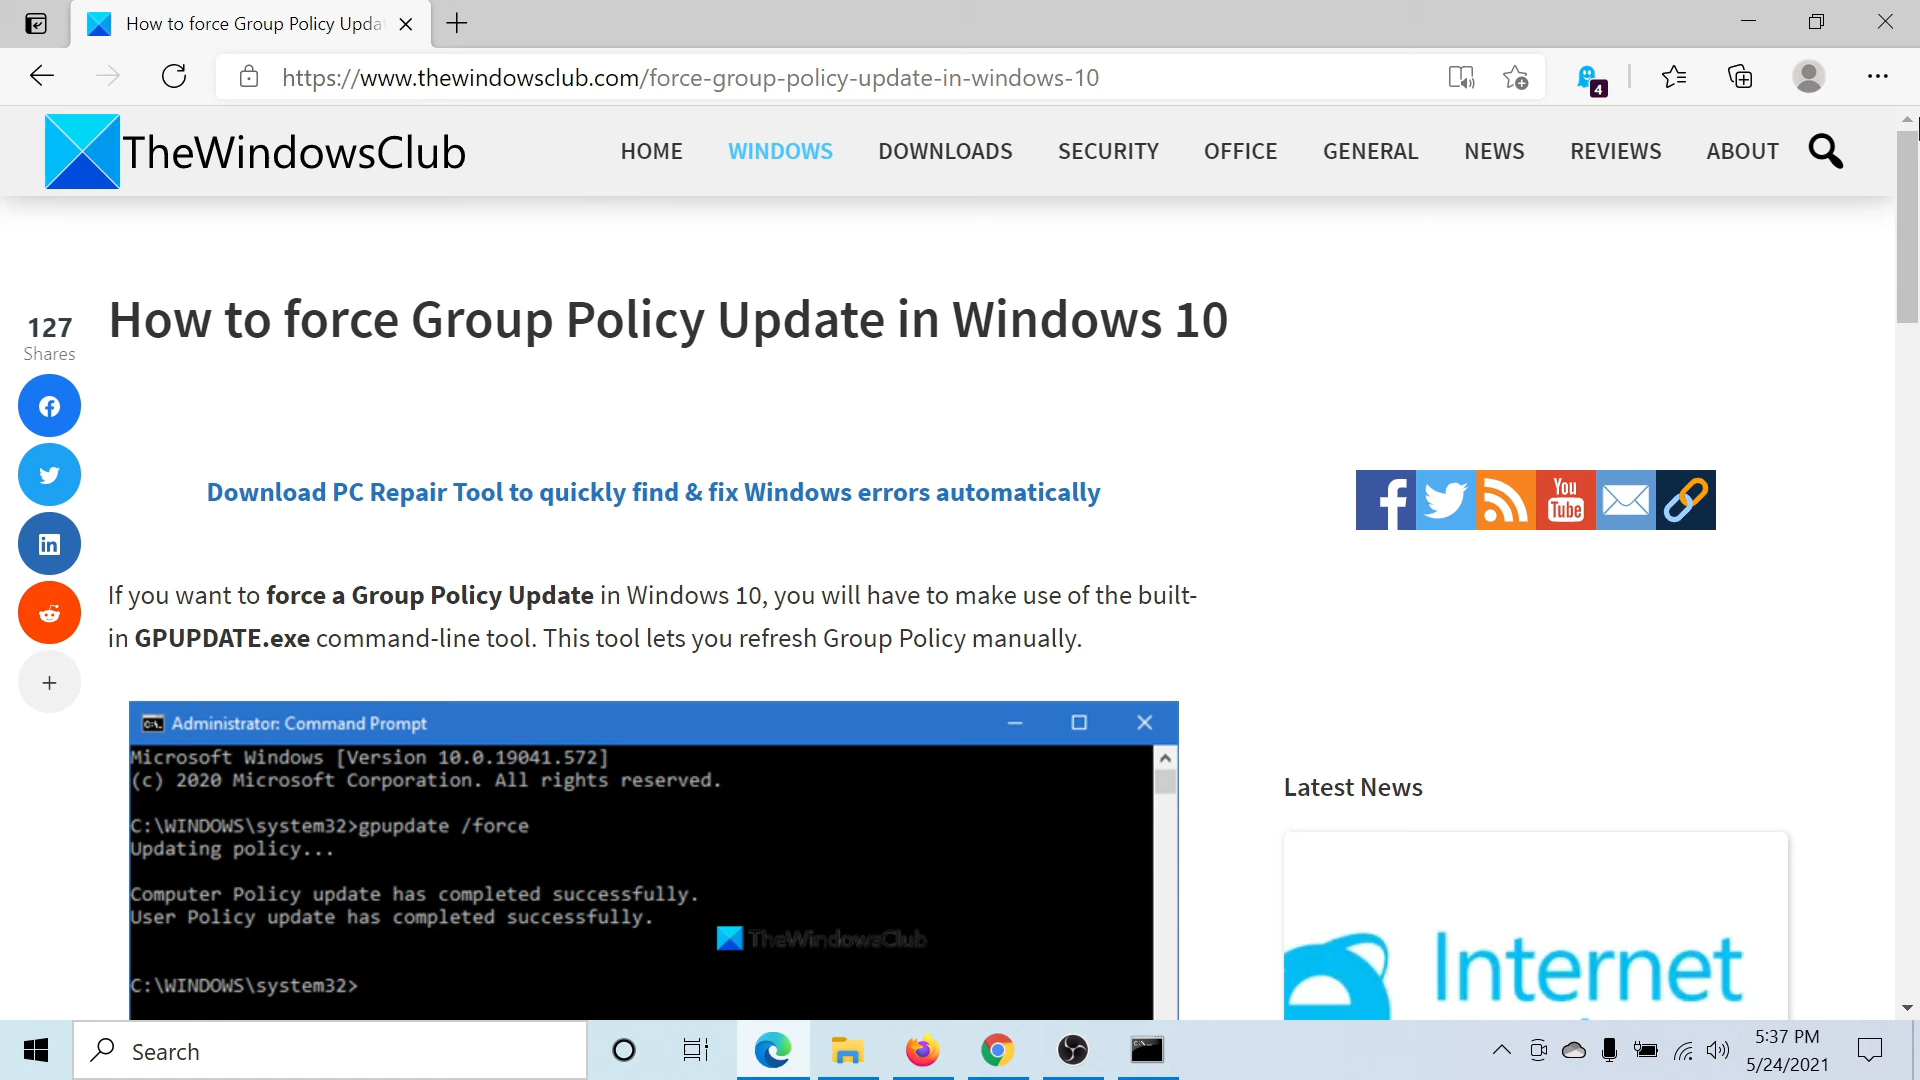 How to force Group Policy Upda
https://www.thewindowsclub.com/force-group-policy-update-in-windows-10
4
TheWindowsClub
HOME WINDOWS DOWNLOADS SECURITY OFFICE GENERAL NEWS REVIEWS ABOUT
How to force Group Policy Update in Windows 10
127
Shares
Download PC Repair Tool to quickly find & fix Windows errors automatically
You Tube
If you want to force a Group Policy Update in Windows 10, you will have to make use of the built-
in GPUPDATE.exe command-line tool. This tool lets you refresh Group Policy manually.
Administrator: Command Prompt
Microsoft Windows [Version 10.0.19041.572]
(c) 2020 Microsoft Corporation. All rights reserved.
C:\WINDOWS\system32>gpupdate /force
Updating policy...
Computer Policy update has completed successfully.
User Policy update has completed successfully.
TheWindowsClub
C:\WINDOWS\system32>
Latest News
Internet
Search
5:37 PM
5/24/2021